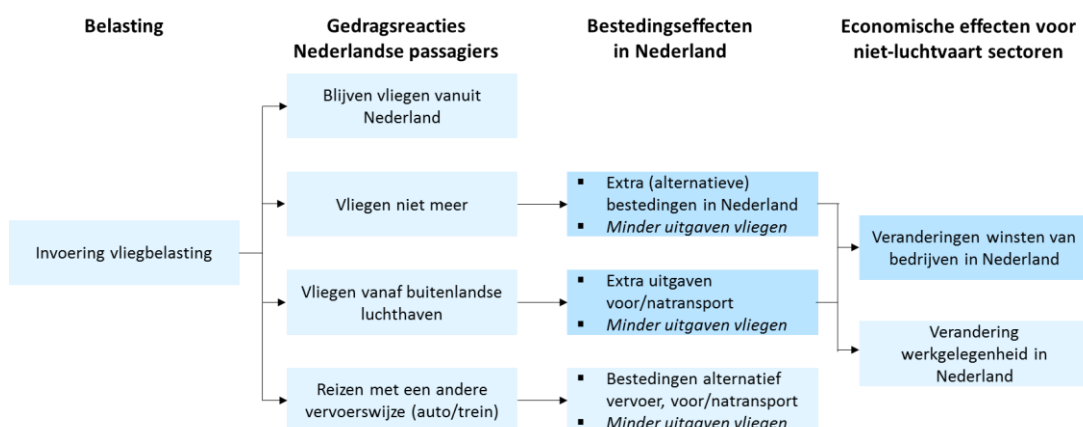 Belasting
Gedragsreacties
Nederlandse passagiers
Bestedingseffecten
in Nederland
Economische effecten voor
niet-luchtvaart sectoren
Blijven vliegen vanuit
Nederland
Vliegen niet meer
▪ Extra (alternatieve)
bestedingen in Nederland
▪ Minder uitgaven vliegen
Invoering vliegbelasting
Veranderingen winsten van
bedrijven in Nederland
Vliegen vanaf buitenlandse
luchthaven
▪ Extra uitgaven
voor/natransport
▪ Minder uitgaven vliegen
Verandering
werkgelegenheid in
Nederland
Reizen met een andere
vervoerswijze (auto/trein)
▪ Bestedingen alternatief
vervoer, voor/natransport
▪ Minder uitgaven vliegen